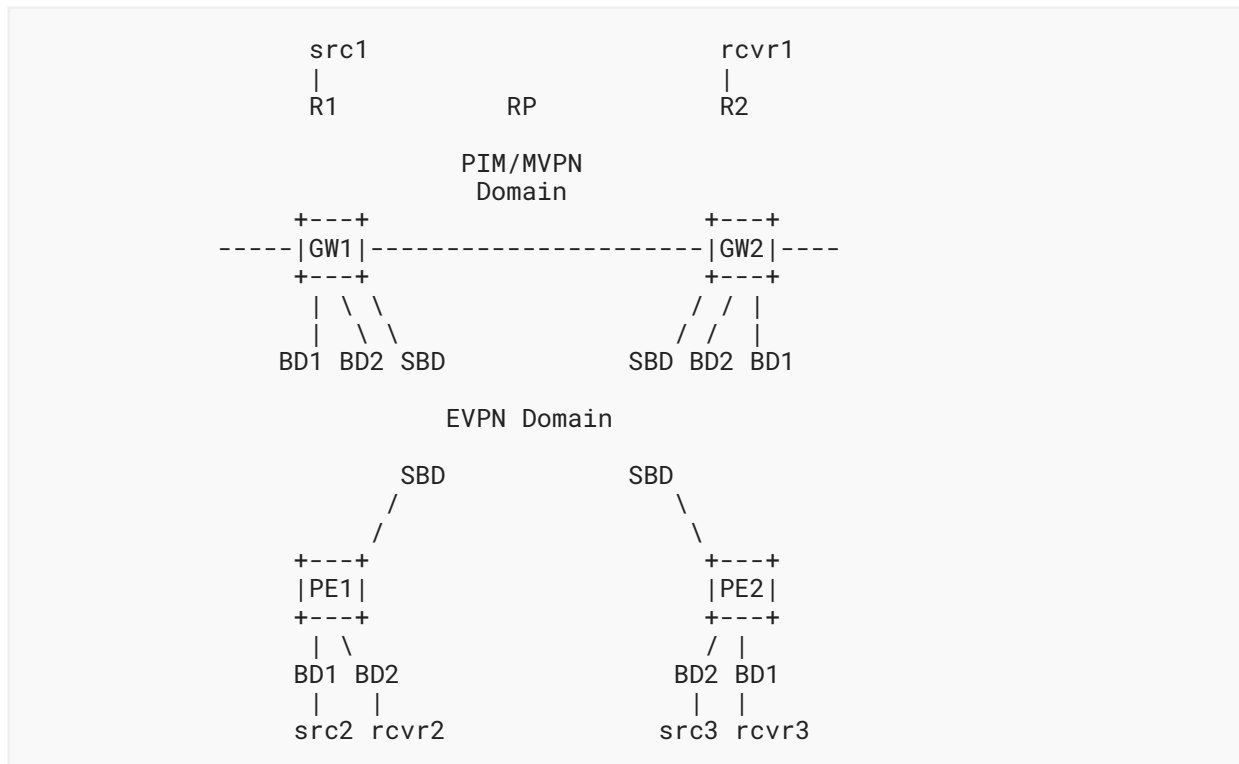 src1 rcvr1
| |
R1 RP R2
PIM/MVPN
Domain
+---+ +---+
-----|GW1|----------------------|GW2|----
+---+ +---+
| \ \ / / |
| \ \ / / |
BD1 BD2 SBD SBD BD2 BD1
EVPN Domain
SBD SBD
/ \
/ \
+---+ +---+
|PE1| |PE2|
+---+ +---+
| \ / |
BD1 BD2 BD2 BD1
| | | |
src2 rcvr2 src3 rcvr3